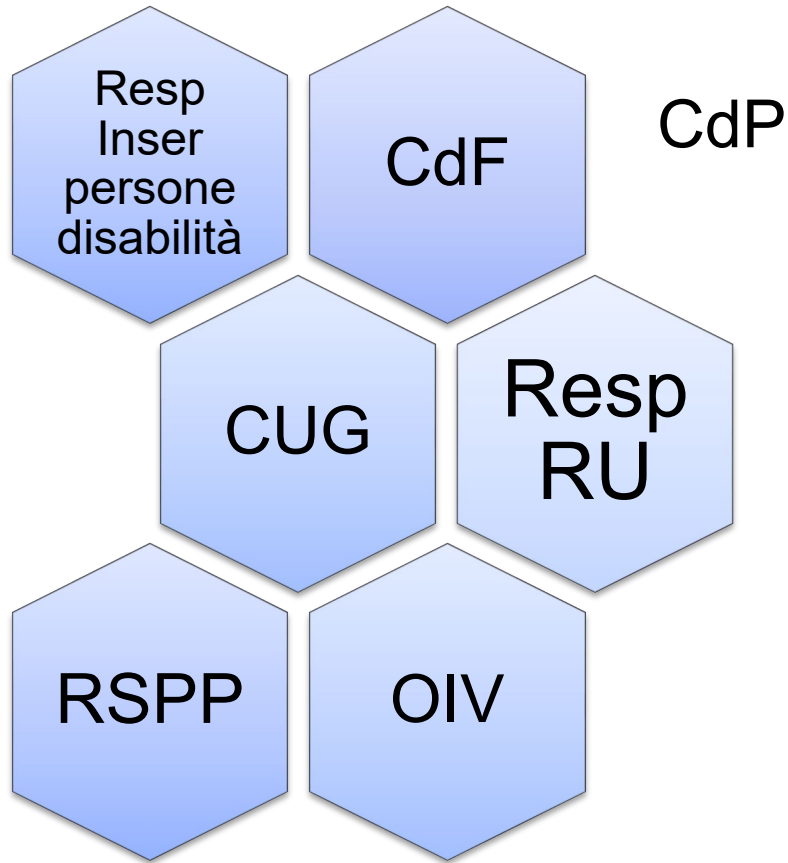 Resp
Inser
persone
disabilità
CdF
CdP
CUG
Resp
RU
RSPP
OIV